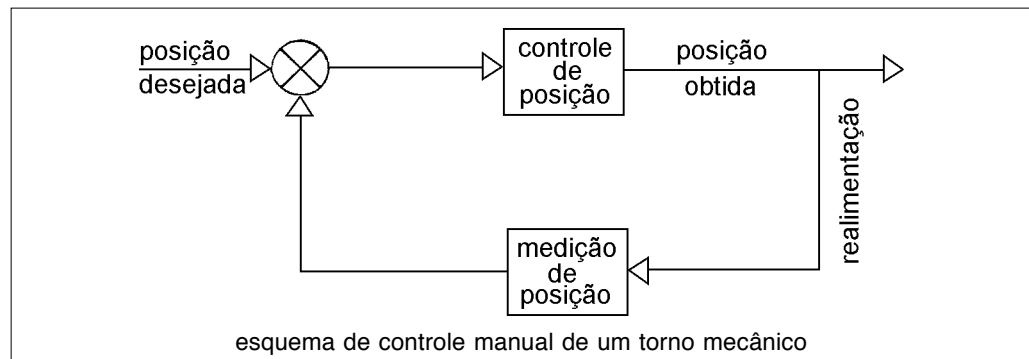 posição
desejada
controle
de
posição
posição
obtida
realimentação
medição
de
posição
esquema de controle manual de um torno mecânico